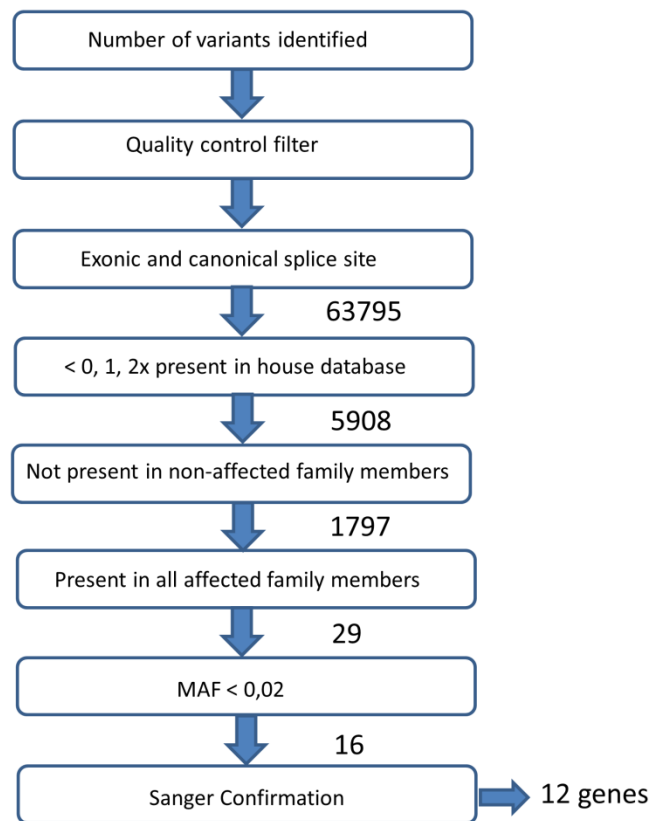 Number of variants identified
Quality control filter
Exonic and canonical splice site
63795
< 0, 1, 2x present in house database
5908
Not present in non-affected family members
1797
Present in all affected family members
29
MAF < 0,02
16
Sanger Confirmation
12 genes